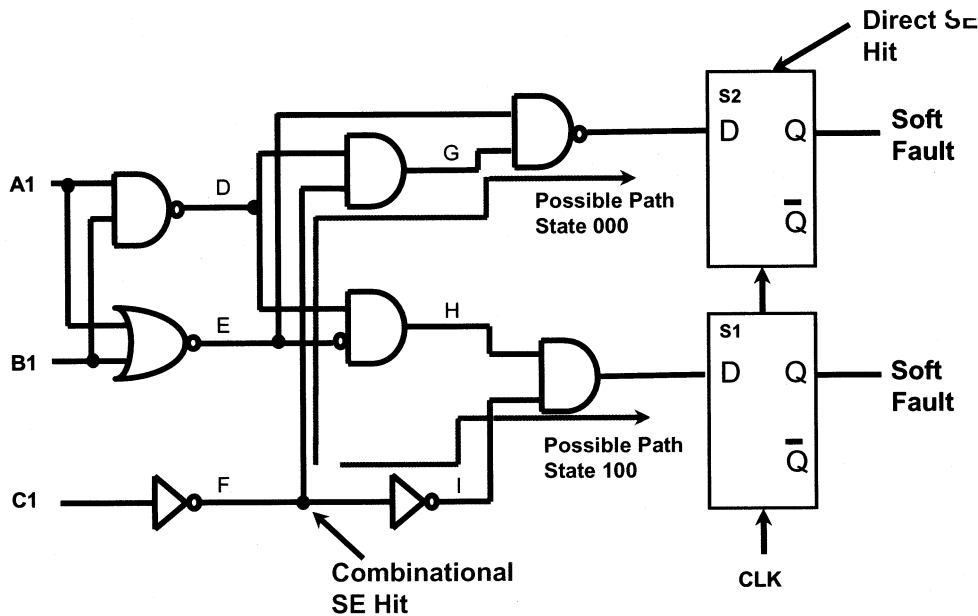 Direct SE
Hit
S2
D Q
Soft
Fault
Q
A1
D
G
Possible Path
State 000
B1
E
H
S1
D Q
Soft
Fault
Q
Possible Path
State 100
C1
F
I
Combinational
SE Hit
CLK